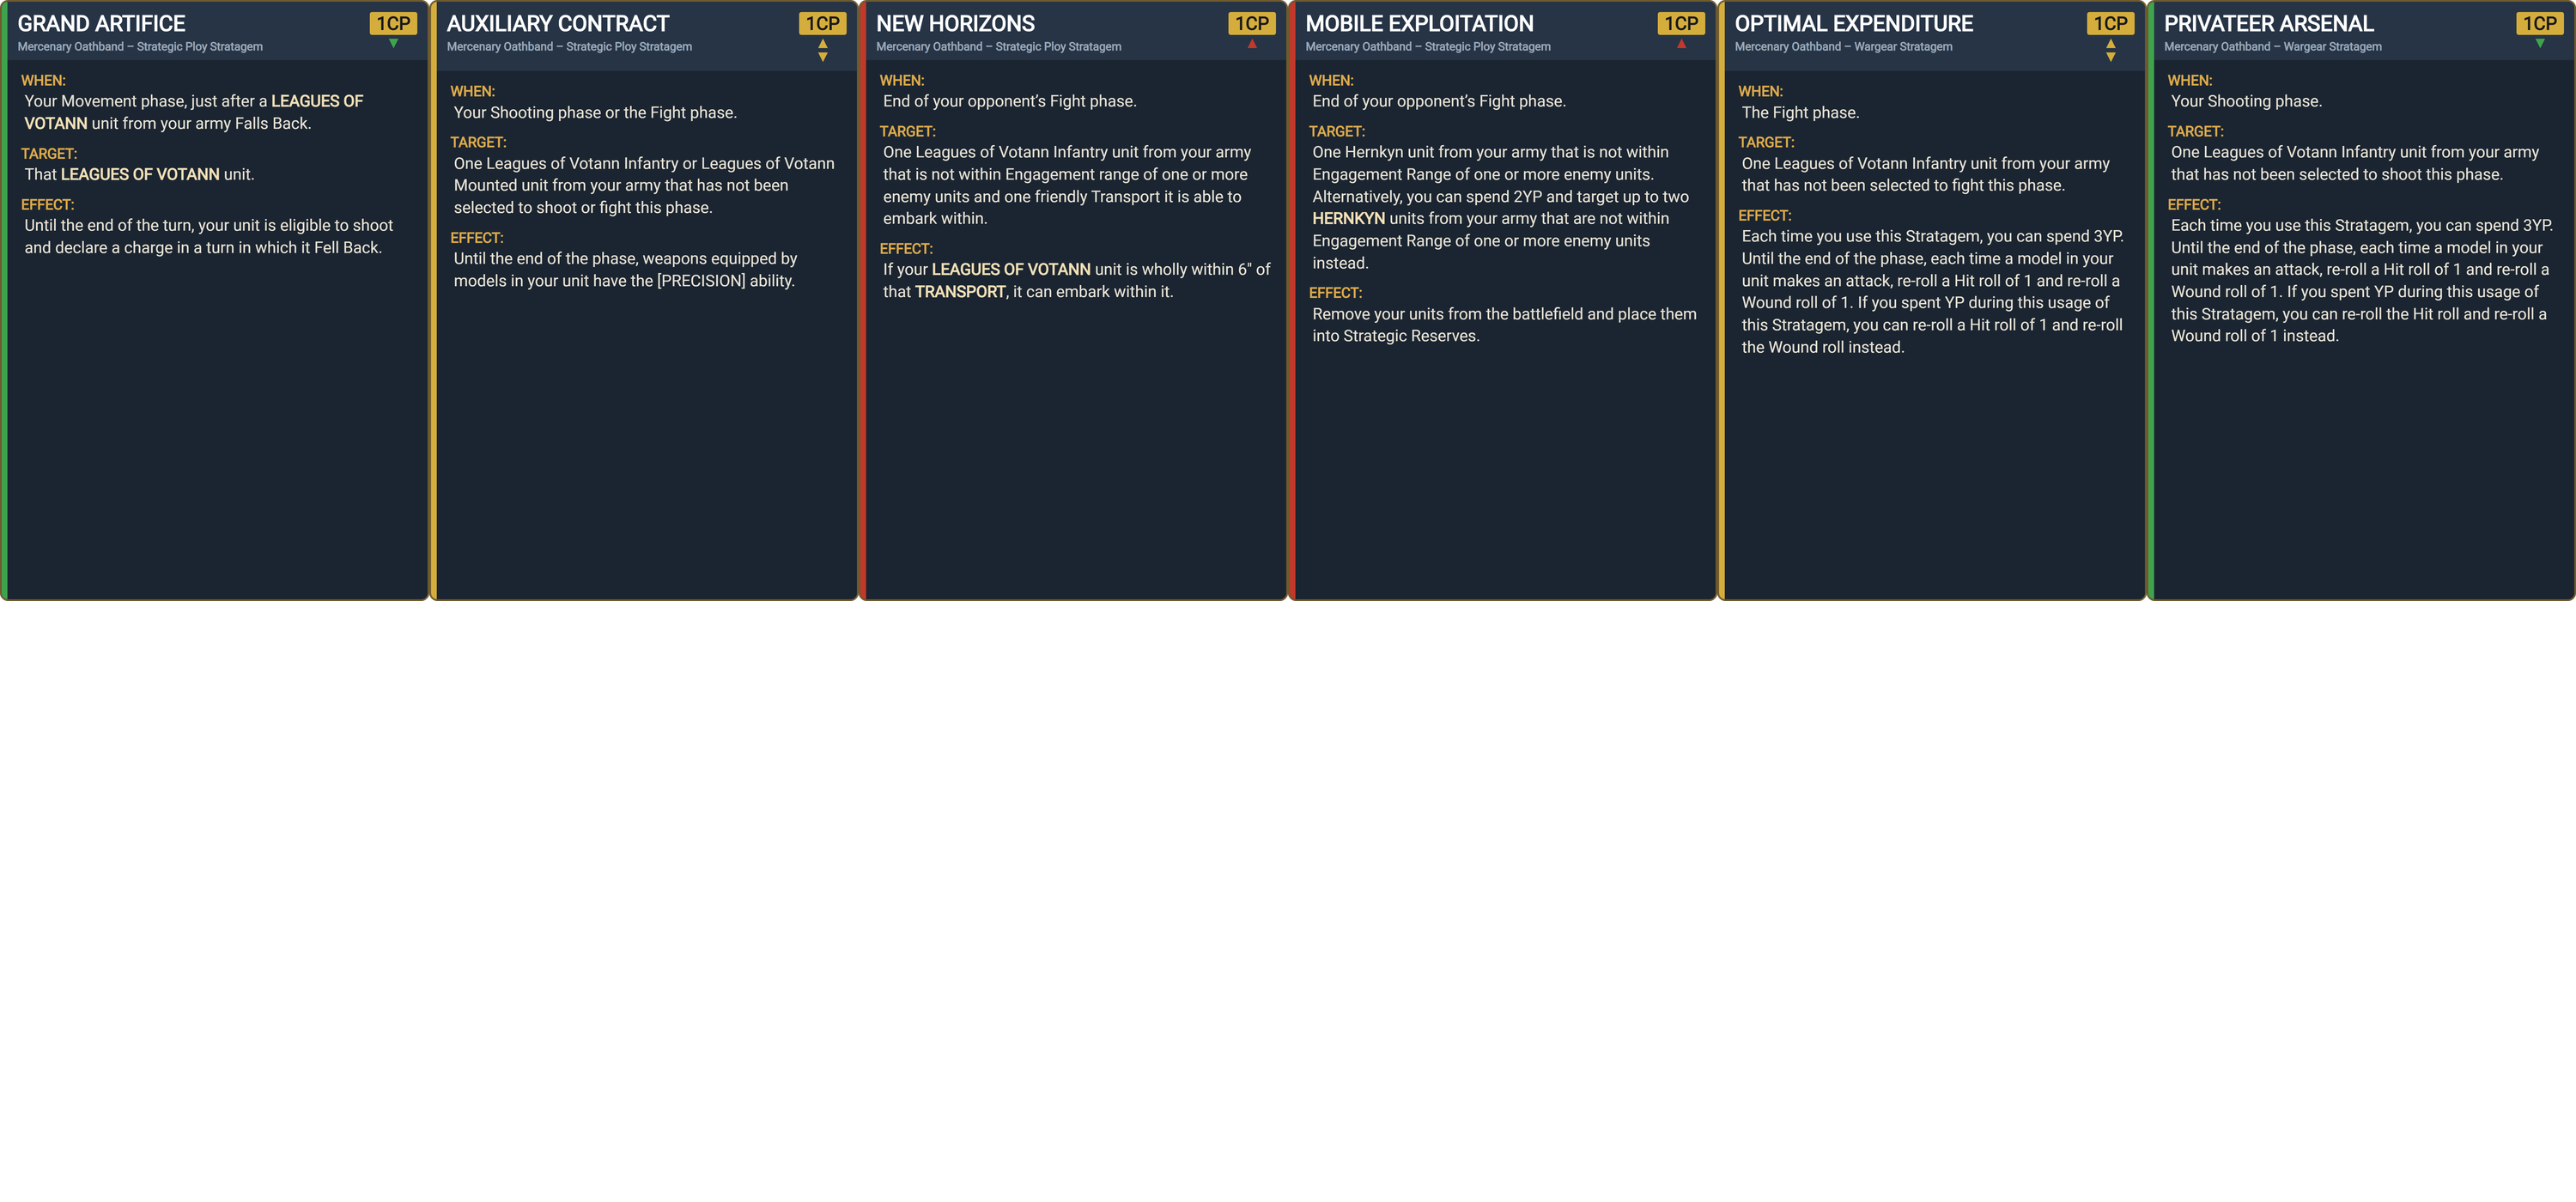 GRAND ARTIFICE
1CP
Mercenary Oathband – Strategic Ploy Stratagem
WHEN:
Your Movement phase, just after a LEAGUES OF
VOTANN unit from your army Falls Back.
TARGET:
That LEAGUES OF VOTANN unit.
EFFECT:
Until the end of the turn, your unit is eligible to shoot
and declare a charge in a turn in which it Fell Back.
AUXILIARY CONTRACT
1CP
Mercenary Oathband – Strategic Ploy Stratagem
WHEN:
Your Shooting phase or the Fight phase.
TARGET:
One Leagues of Votann Infantry or Leagues of Votann
Mounted unit from your army that has not been
selected to shoot or fight this phase.
EFFECT:
Until the end of the phase, weapons equipped by
models in your unit have the [PRECISION] ability.
NEW HORIZONS
1CP
Mercenary Oathband – Strategic Ploy Stratagem
WHEN:
End of your opponent’s Fight phase.
TARGET:
One Leagues of Votann Infantry unit from your army
that is not within Engagement range of one or more
enemy units and one friendly Transport it is able to
embark within.
EFFECT:
If your LEAGUES OF VOTANN unit is wholly within 6" of
that TRANSPORT, it can embark within it.
MOBILE EXPLOITATION
1CP
Mercenary Oathband – Strategic Ploy Stratagem
WHEN:
End of your opponent’s Fight phase.
TARGET:
One Hernkyn unit from your army that is not within
Engagement Range of one or more enemy units.
Alternatively, you can spend 2YP and target up to two
HERNKYN units from your army that are not within
Engagement Range of one or more enemy units
instead.
EFFECT:
Remove your units from the battlefield and place them
into Strategic Reserves.
OPTIMAL EXPENDITURE
1CP
Mercenary Oathband – Wargear Stratagem
WHEN:
The Fight phase.
TARGET:
One Leagues of Votann Infantry unit from your army
that has not been selected to fight this phase.
EFFECT:
Each time you use this Stratagem, you can spend 3YP.
Until the end of the phase, each time a model in your
unit makes an attack, re-roll a Hit roll of 1 and re-roll a
Wound roll of 1. If you spent YP during this usage of
this Stratagem, you can re-roll a Hit roll of 1 and re-roll
the Wound roll instead.
PRIVATEER ARSENAL
1CP
Mercenary Oathband – Wargear Stratagem
WHEN:
Your Shooting phase.
TARGET:
One Leagues of Votann Infantry unit from your army
that has not been selected to shoot this phase.
EFFECT:
Each time you use this Stratagem, you can spend 3YP.
Until the end of the phase, each time a model in your
unit makes an attack, re-roll a Hit roll of 1 and re-roll a
Wound roll of 1. If you spent YP during this usage of
this Stratagem, you can re-roll the Hit roll and re-roll a
Wound roll of 1 instead.